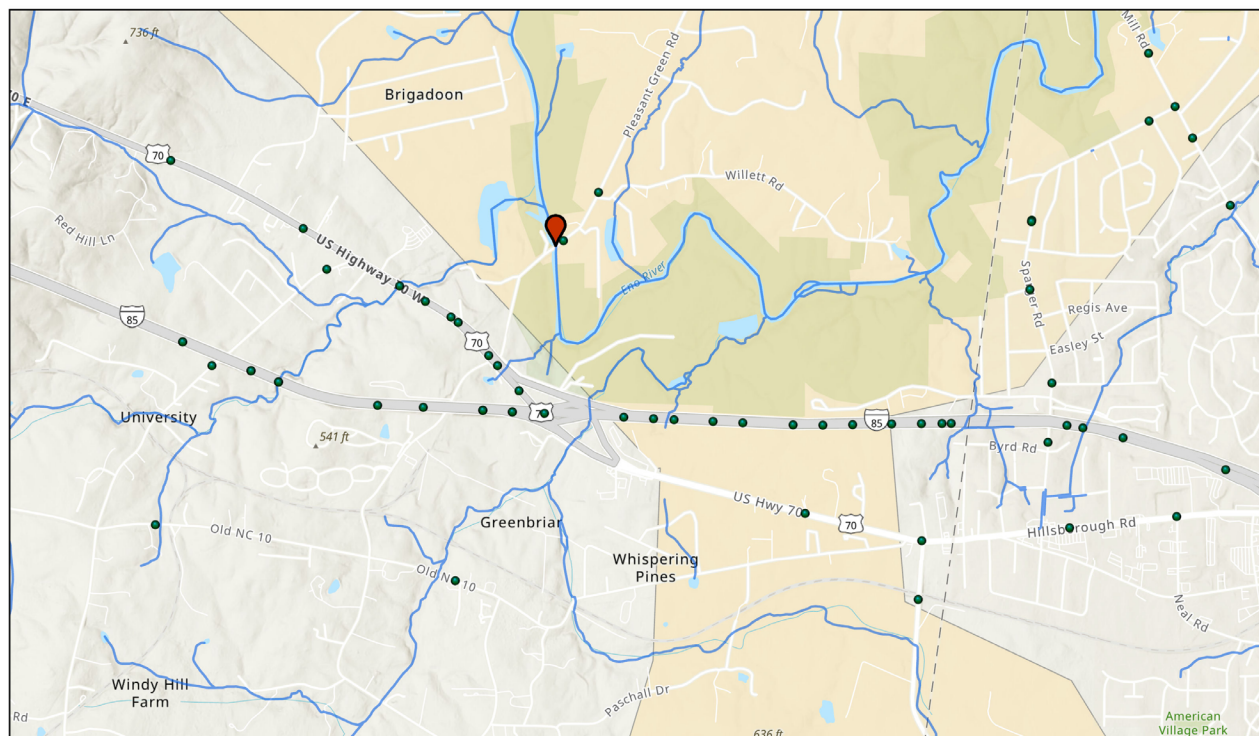 736 ft
Mill Rd
70 E
Brigadoon
Pleasant Green Rd
70
Willett Rd
Red Hill Ln
US Highway 70 W
Eno River
Sparger Rd
85
Regis Ave
70
Easley St
University
70
85
541 ft
Byrd Rd
US Hwy 70
Greenbriar
70
Hillsborough Rd
Old NC 10
Whispering
Pines
Old NC 10
Neal Rd
Windy Hill
Farm
Paschall Dr
Rd
American
Village Park
636 ft